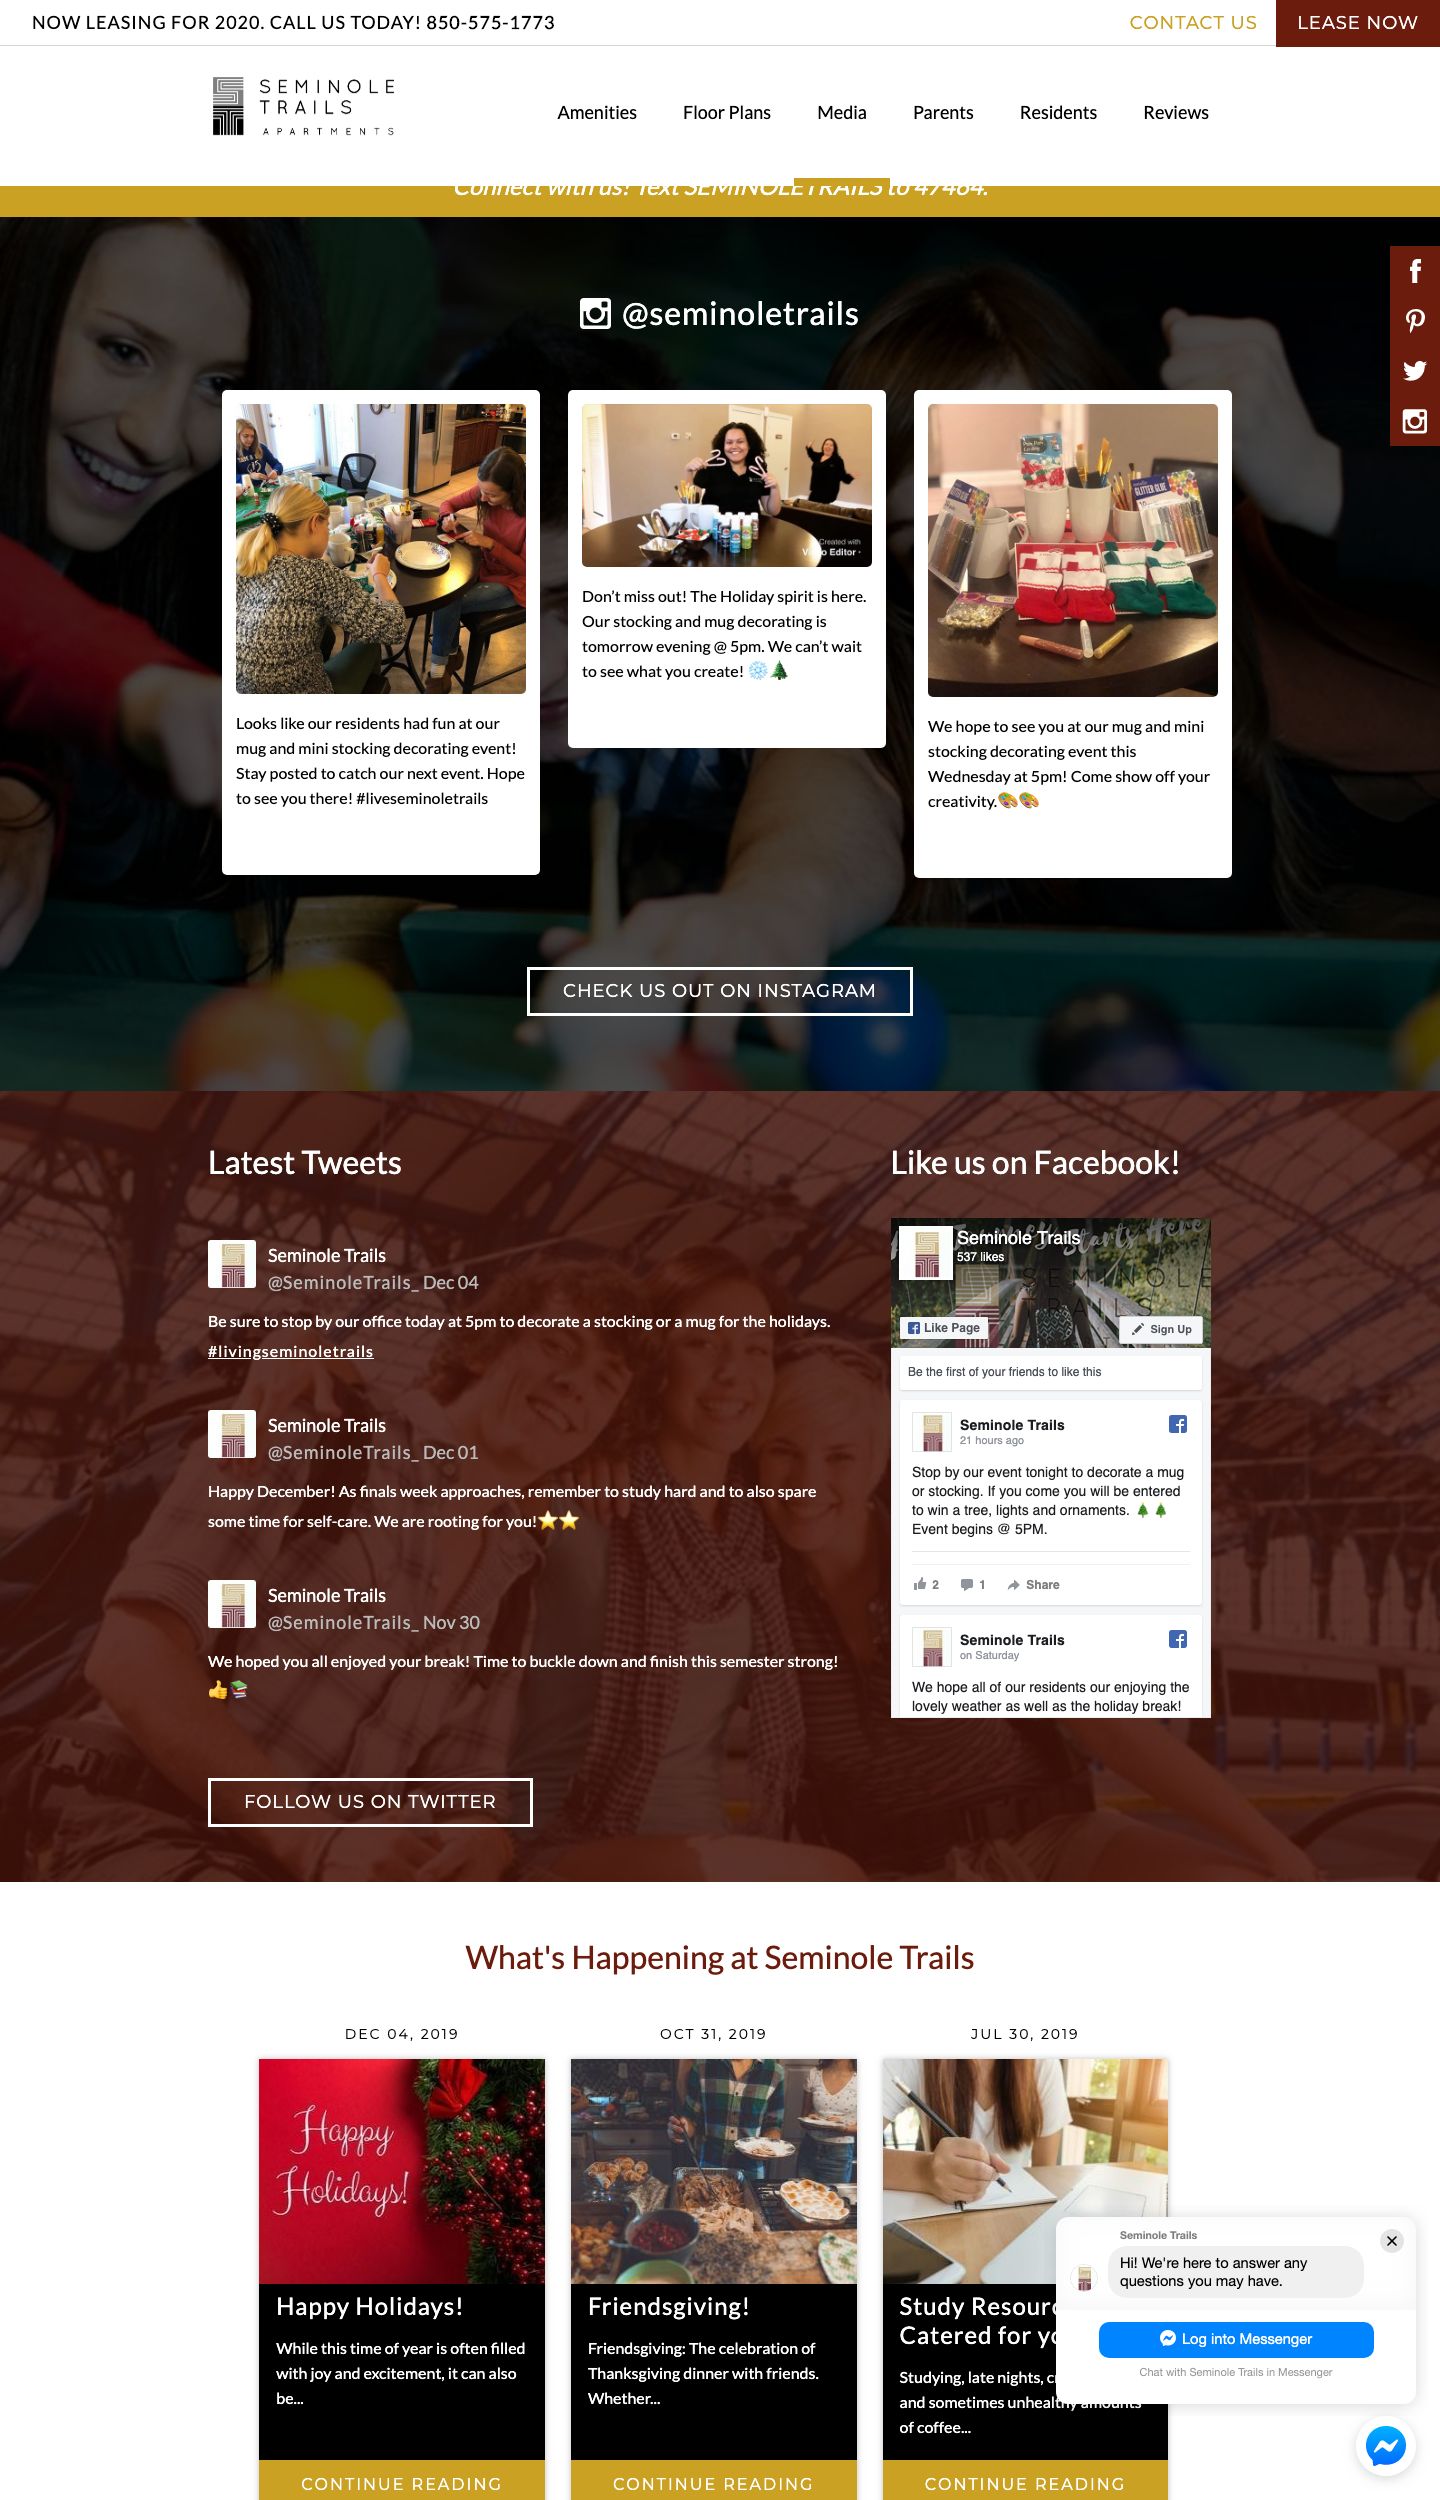 NOW LEASING FOR 2020. CALL US TODAY! 850-575-1773
CONTACT US
LEASE NOW
SEMINOLE
TRAILS
APARTMENTS
Amenities
Floor Plans
Media
Parents
Residents
Reviews
Connect with us! Text SEMINOLETRAILS to 47464.
@seminoletrails
Created with
Video Editor
Looks like our residents had fun at our
mug and mini stocking decorating event!
Stay posted to catch our next event. Hope
to see you there! #liveseminoletrails
Don't miss out! The Holiday spirit is here.
Our stocking and mug decorating is
tomorrow evening @ 5pm. We can't wait
to see what you create! ❄️🌲
GLITTER GLUE
We hope to see you at our mug and mini
stocking decorating event this
Wednesday at 5pm! Come show off your
creativity.🎨🎨
CHECK US OUT ON INSTAGRAM
Latest Tweets
Seminole Trails
@SeminoleTrails_ Dec 04
Be sure to stop by our office today at 5pm to decorate a stocking or a mug for the holidays.
#livingseminoletrails
Seminole Trails
@SeminoleTrails_ Dec 01
Happy December! As finals week approaches, remember to study hard and to also spare
some time for self-care. We are rooting for you!⭐⭐
Seminole Trails
@SeminoleTrails_ Nov 30
We hoped you all enjoyed your break! Time to buckle down and finish this semester strong!
👍📚
FOLLOW US ON TWITTER
Like us on Facebook!
Journey Starts Here
Seminole Trails
537 likes
SEMINOLE
TRAILS
Like Page
Sign Up
Be the first of your friends to like this
Seminole Trails
21 hours ago
Stop by our event tonight to decorate a mug
or stocking. If you come you will be entered
to win a tree, lights and ornaments. 🌲 🌲
Event begins @ 5PM.
2
1
Share
Seminole Trails
on Saturday
We hope all of our residents our enjoying the
lovely weather as well as the holiday break!
What's Happening at Seminole Trails
DEC 04, 2019
Happy
Holidays!
Happy Holidays!
While this time of year is often filled
with joy and excitement, it can also
be...
CONTINUE READING
OCT 31, 2019
Friendsgiving!
Friendsgiving: The celebration of
Thanksgiving dinner with friends.
Whether...
CONTINUE READING
JUL 30, 2019
Study Resour
Catered for yo
Studying, late nights, c
and sometimes unhealthy amounts
of coffee...
CONTINUE READING
Seminole Trails
Hi! We're here to answer any
questions you may have.
Log into Messenger
Chat with Seminole Trails in Messenger